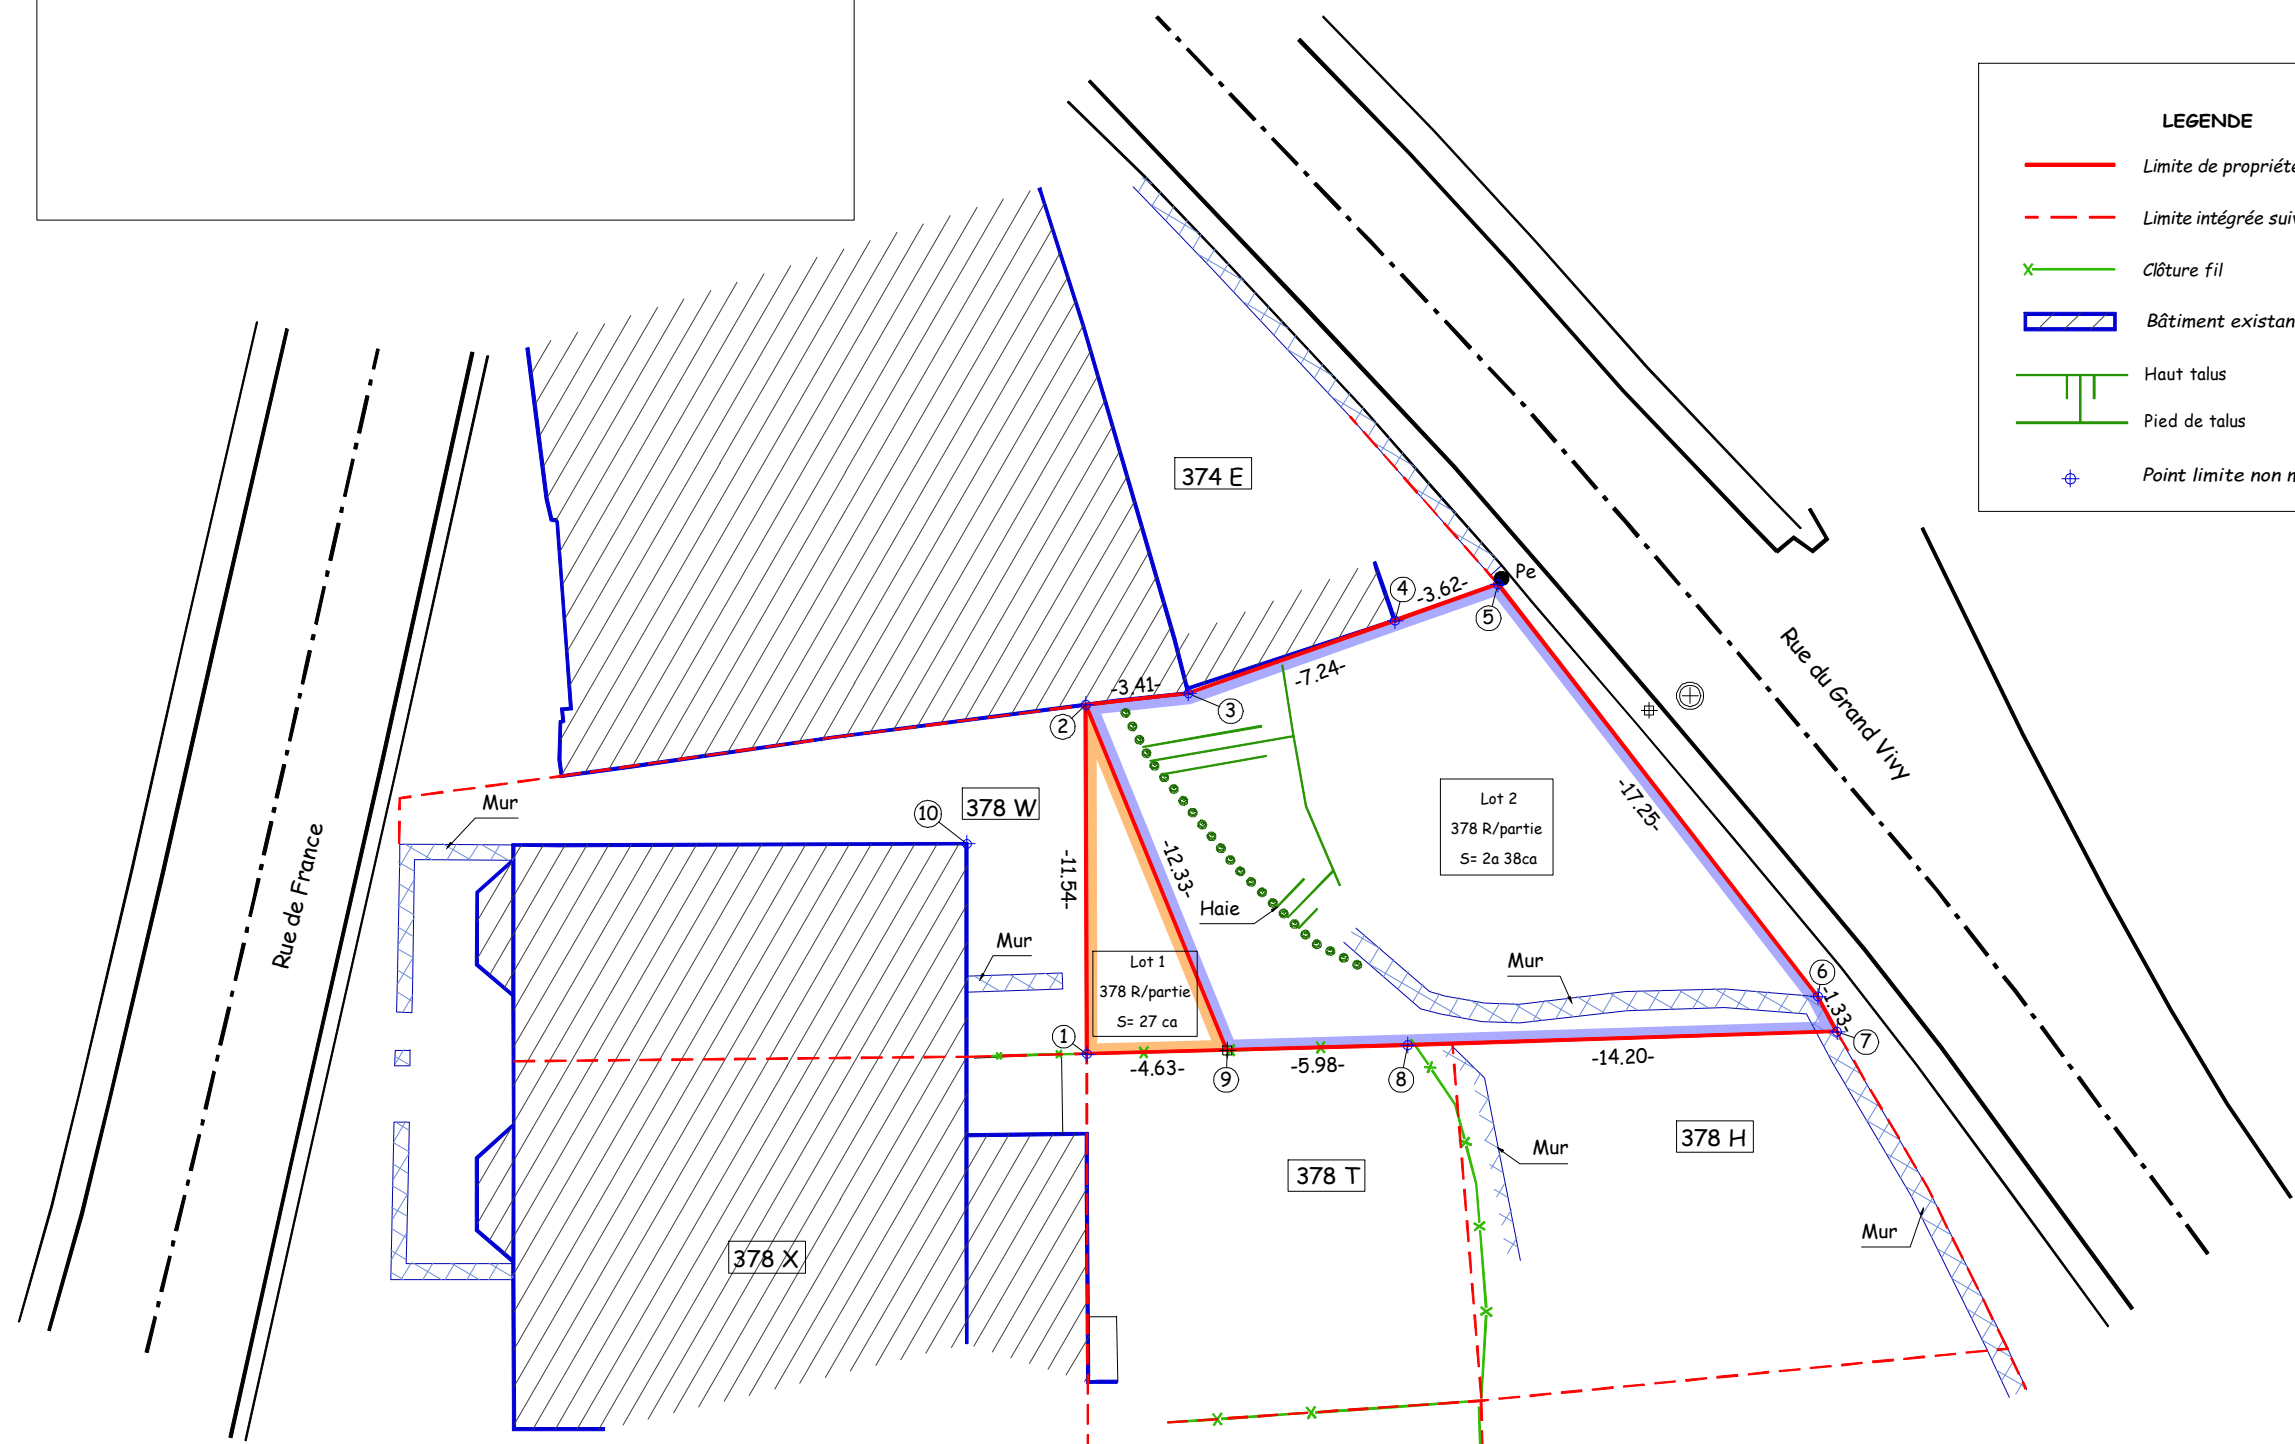 LEGENDE
Limite de propriété
Limite intégrée
Clôture fil
Bâtiment
Haut talus
Pied de talus
Point limite non
374 E
4
-3.62-
Pe
5
-7.24-
-3.41-
3
2
Rue du Grand Vivy
Mur
10
378 W
Lot 2
378 R/partie
S= 2a 38ca
-17.25-
-11.54-
-12.33-
Haie
Rue de France
Mur
Lot 1
378 R/partie
S= 27 ca
Mur
6
-1.33-
7
1
-4.63-
9
-5.98-
8
-14.20-
378 H
Mur
378 T
Mur
378 X